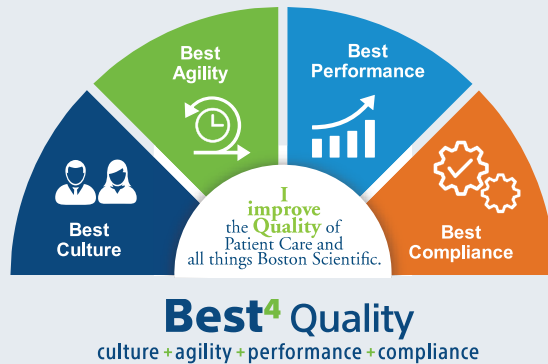 Best
Agility
Best
Performance
Best
Culture
Best
Compliance
I
improve
the Quality of
Patient Care and
all things Boston Scientific.
Best⁴ Quality
culture + agility + performance + compliance